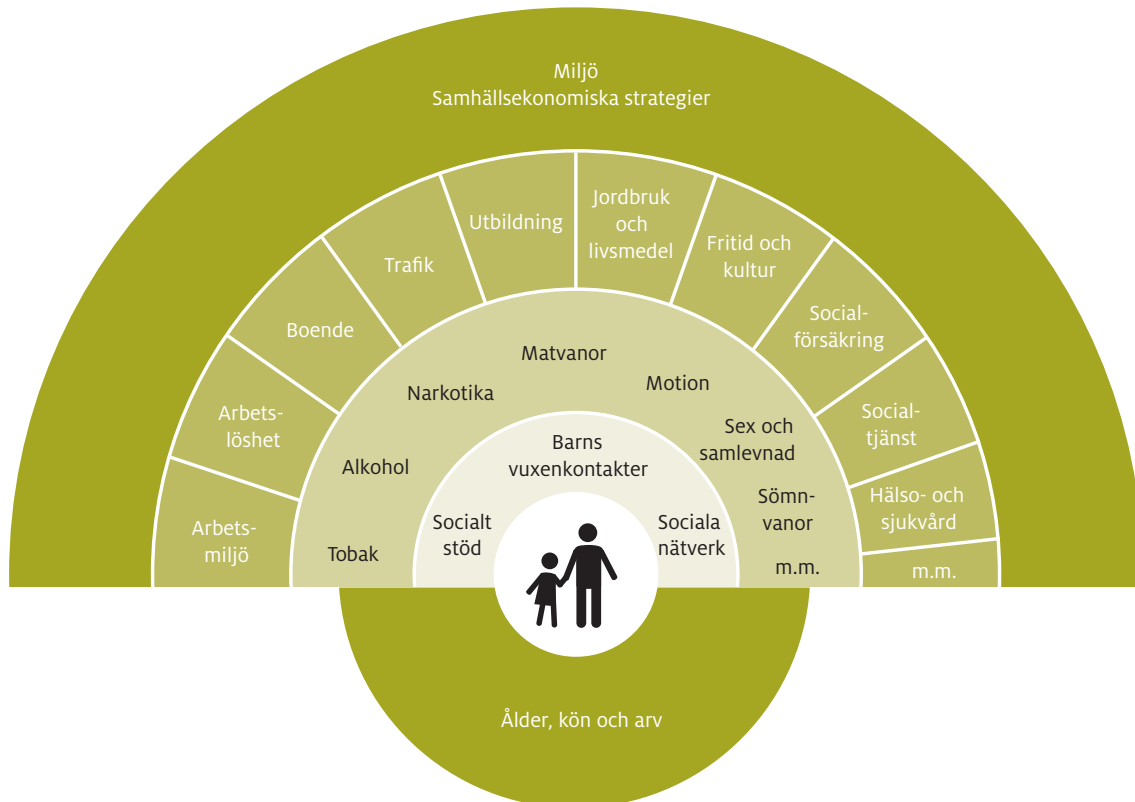 Miljö
Samhällsekonomiska strategier
Arbets-
miljö
Arbets-
löshet
Boende
Trafik
Utbildning
Jordbruk
och
livsmedel
Fritid och
kultur
Social-
försäkring
Social-
tjänst
Hälso- och
sjukvård
m.m.
Tobak
Alkohol
Narkotika
Matvanor
Motion
Sex och
samlevnad
Sömn-
vanor
m.m.
Socialt
stöd
Barns
vuxenkontakter
Sociala
nätverk
Ålder, kön och arv